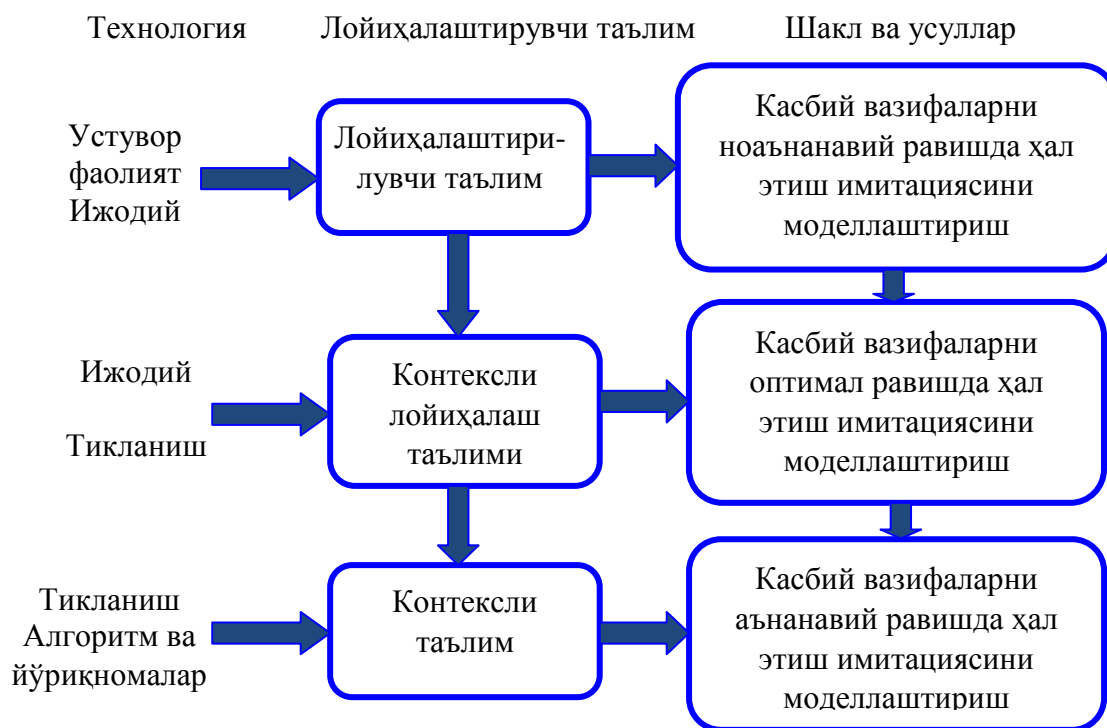 Технология
Лойиҳалаштирувчи таълим
Шакл ва усуллар
Устувор
фаолият
Ижодий
Лойиҳалаштири-
лувчи таълим
Касбий вазифаларни
ноаънанавий равишда ҳал
этиш имитациясини
моделлаштириш
Ижодий
Тикланиш
Контексли
лойиҳалаш
таълими
Касбий вазифаларни
оптимал равишда ҳал
этиш имитациясини
моделлаштириш
Тикланиш
Алгоритм ва
йўриқномалар
Контексли
таълим
Касбий вазифаларни
аънанавий равишда ҳал
этиш имитациясини
моделлаштириш